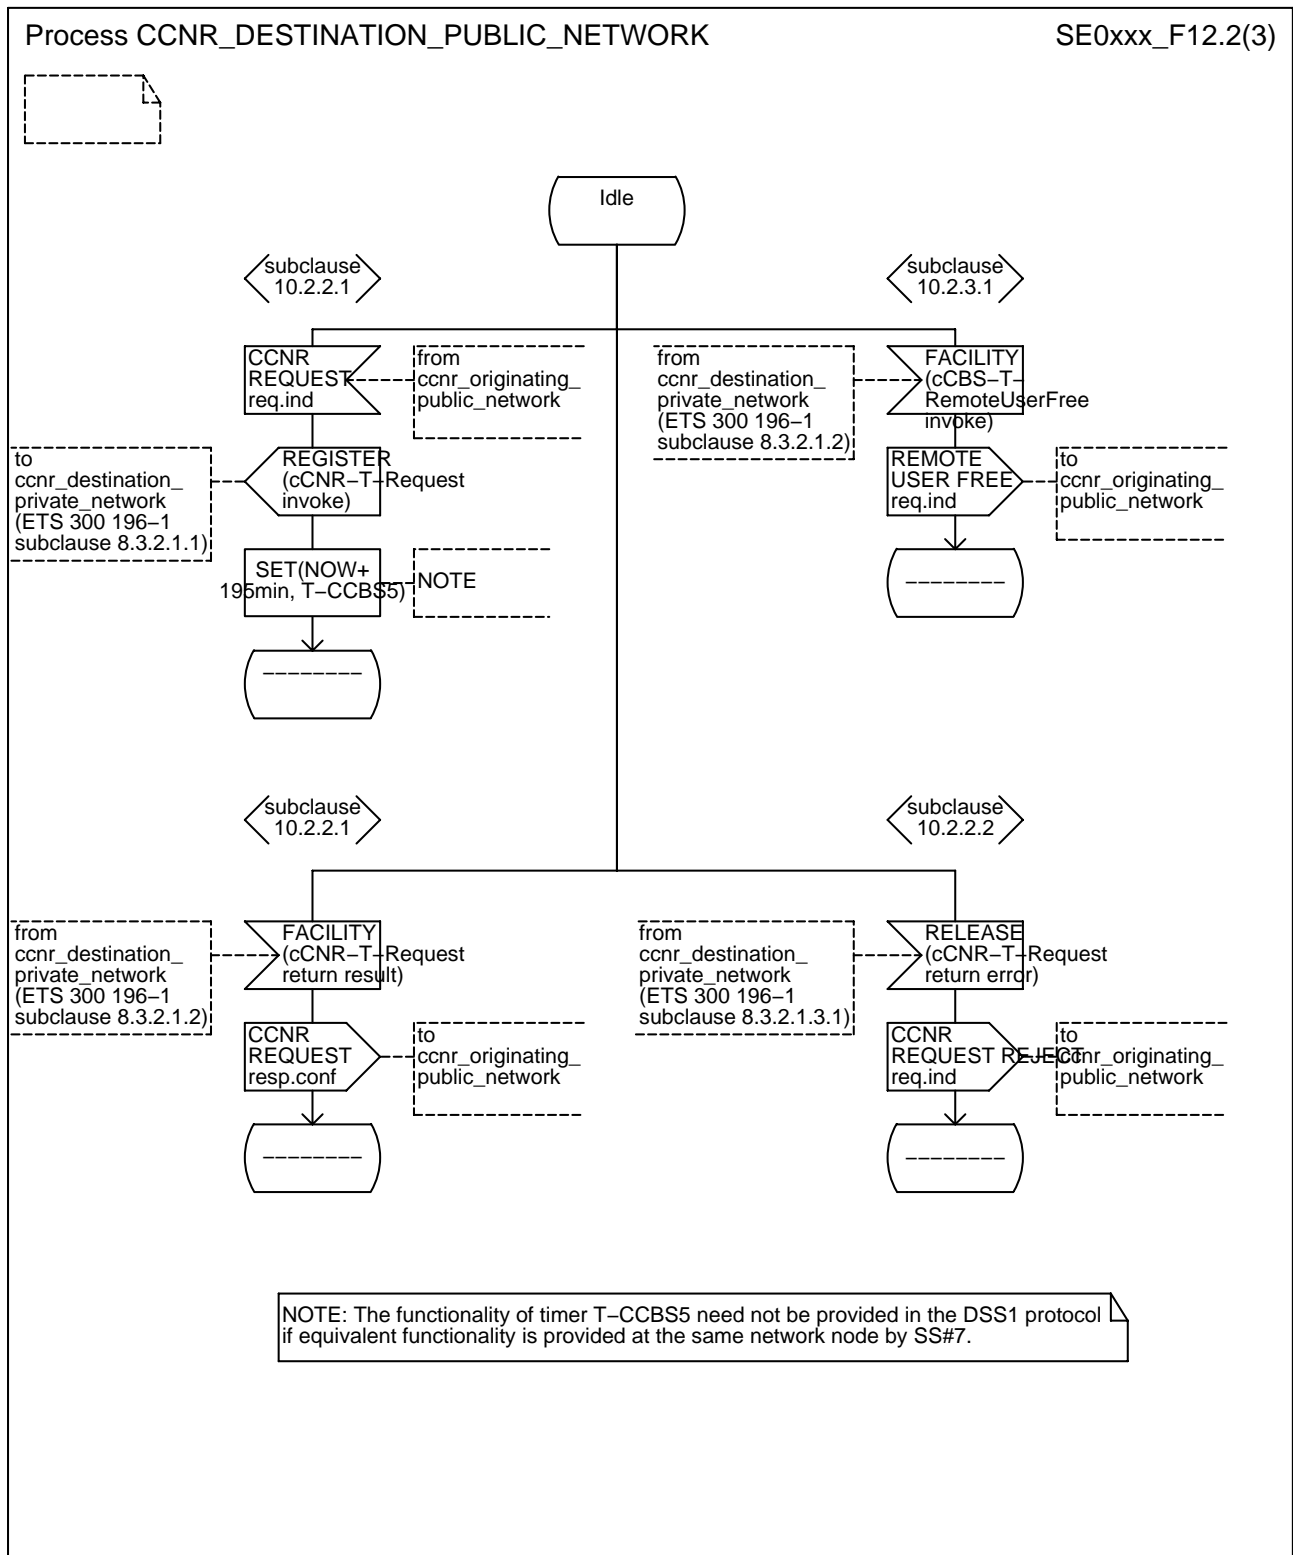 Process CCNR_DESTINATION_PUBLIC_NETWORK
SE0xxx_F12.2(3)
Idle
subclause
10.2.2.1
subclause
10.2.3.1
CCNR
REQUEST
req.ind
from
ccnr_originating_
public_network
from
ccnr_destination_
private_network
(ETS 300 196–1
subclause 8.3.2.1.2)
FACILITY
(cCBS–T–
RemoteUserFree
invoke)
to
ccnr_destination_
private_network
(ETS 300 196–1
subclause 8.3.2.1.1)
REGISTER
(cCNR–T–Request
invoke)
REMOTE
USER FREE
req.ind
to
ccnr_originating_
public_network
SET(NOW+
195min, T–CCBS5)
NOTE
––––––––
––––––––
subclause
10.2.2.1
subclause
10.2.2.2
from
ccnr_destination_
private_network
(ETS 300 196–1
subclause 8.3.2.1.2)
FACILITY
(cCNR–T–Request
return result)
from
ccnr_destination_
private_network
(ETS 300 196–1
subclause 8.3.2.1.3.1)
RELEASE
(cCNR–T–Request
return error)
CCNR
REQUEST
resp.conf
to
ccnr_originating_
public_network
CCNR
REQUEST REJECT
req.ind
to
ccnr_originating_
public_network
––––––––
––––––––
NOTE: The functionality of timer T–CCBS5 need not be provided in the DSS1 protocol
if equivalent functionality is provided at the same network node by SS#7.